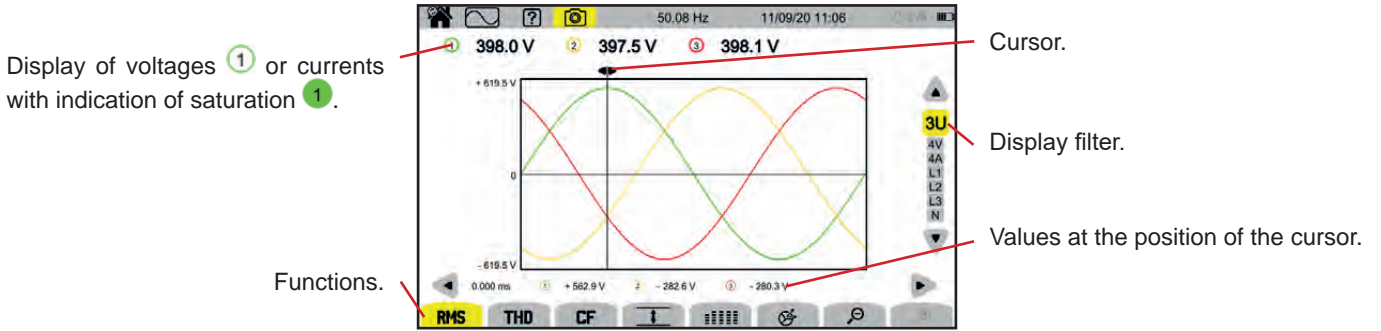 50.08 Hz 11/09/20 11:06
1 398.0 V 2 397.5 V 3 398.1 V
Cursor.
Display of voltages 1 or currents
with indication of saturation 1.
+ 619.5 V
3U
Display filter.
4V
4A
L1
L2
L3
N
0
Values at the position of the cursor.
- 619.5 V
Functions.
0.000 ms 1 + 562.9 V 2 - 282.6 V 3 - 280.3 V
RMS THD CF